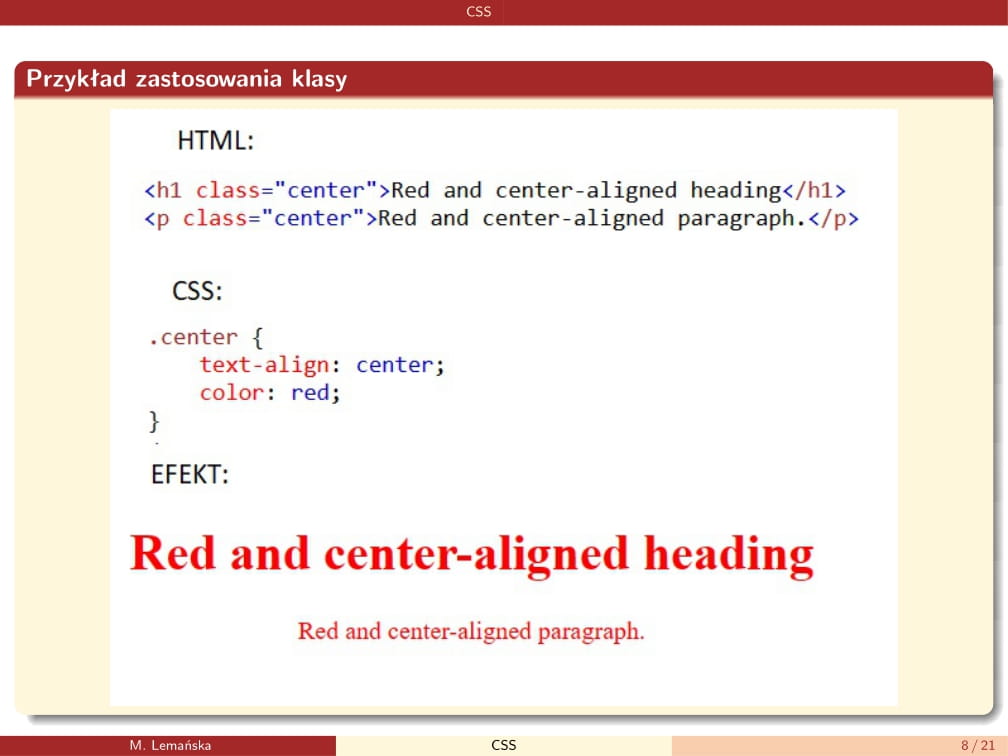 CSS
Przykład zastosowania klasy
HTML:
<h1 class="center">Red and center-aligned heading</h1>
<p class="center">Red and center-aligned paragraph.</p>
CSS:
.center {
    text-align: center;
    color: red;
}
EFEKT:
Red and center-aligned heading
Red and center-aligned paragraph.
M. Lemańska
CSS
8 / 21